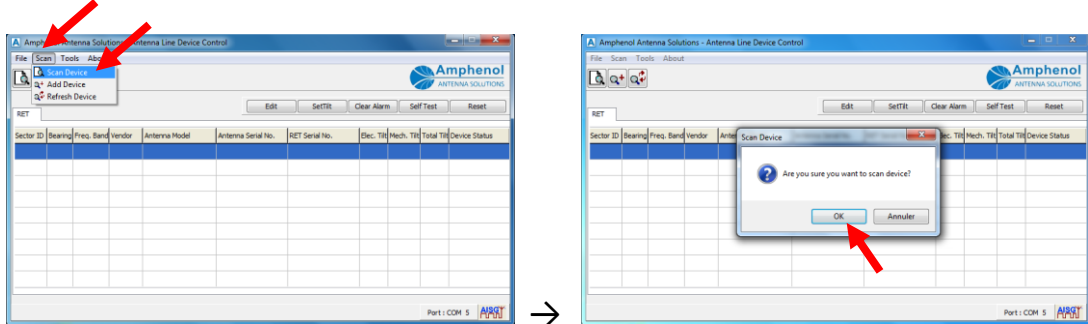 Amphenol Antenna Solutions - Antenna Line Device Control
File Scan Tools About
Scan Device
Add Device
Refresh Device
Amphenol
ANTENNA SOLUTIONS
Edit SetTilt Clear Alarm Self Test Reset
RET
Sector ID Bearing Freq. Band Vendor Antenna Model Antenna Serial No. RET Serial No. Elec. Tilt Mech. Tilt Total Tilt Device Status
Port : COM 5 AISG
→
Amphenol Antenna Solutions - Antenna Line Device Control
File Scan Tools About
Amphenol
ANTENNA SOLUTIONS
Edit SetTilt Clear Alarm Self Test Reset
RET
Sector ID Bearing Freq. Band Vendor Elec. Tilt Mech. Tilt Total Tilt Device Status
Scan Device
Are you sure you want to scan device?
OK Annuler
Port : COM 5 AISG